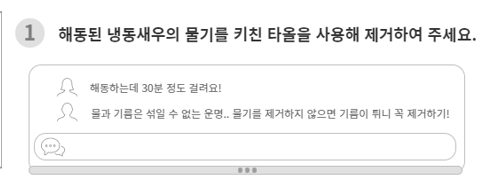 1 해동된 냉동새우의 물기를 키친 타올을 사용해 제거하여 주세요.
해동하는데 30분 정도 걸려요!
물과 기름은 섞일 수 없는 운명.. 물기를 제거하지 않으면 기름이 튀니 꼭 제거하기!